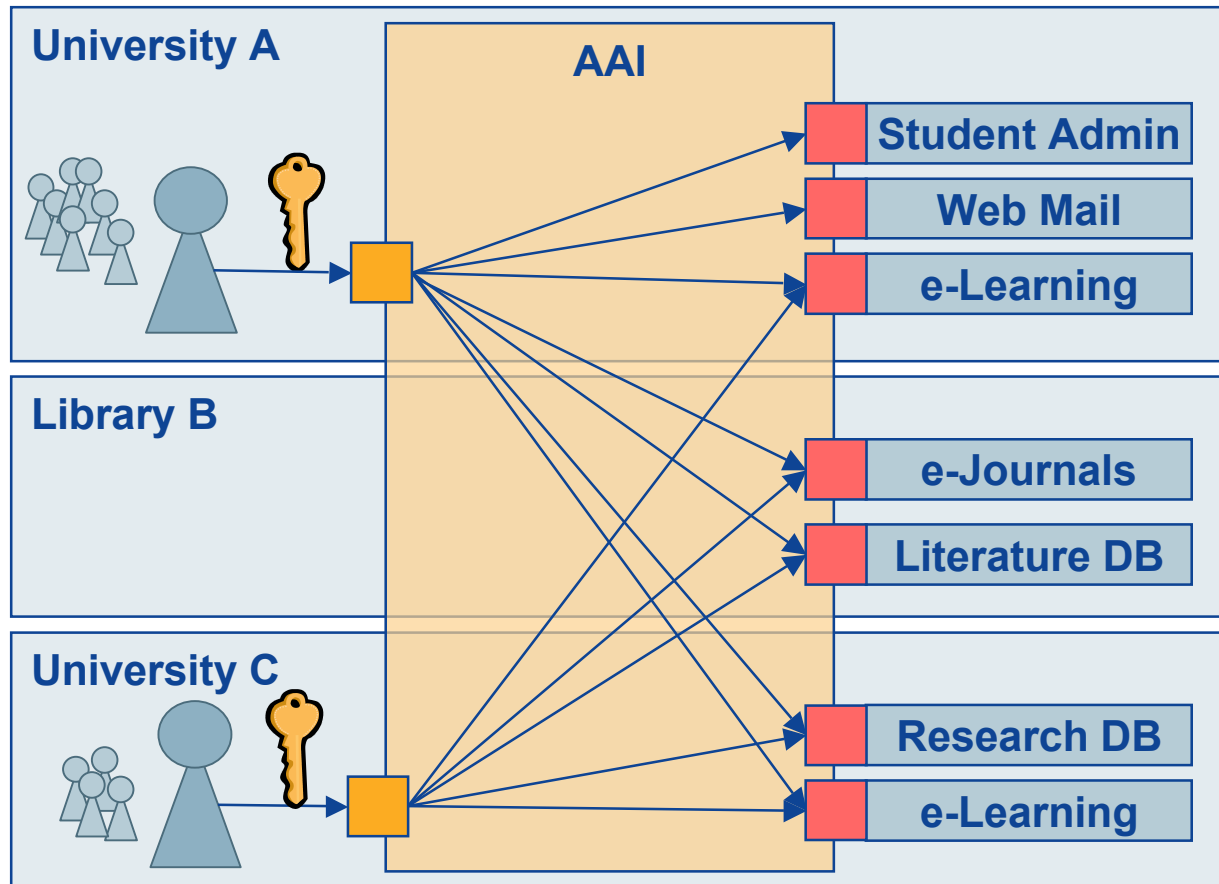 University A
AAI
Student Admin
Web Mail
e-Learning
Library B
e-Journals
Literature DB
University C
Research DB
e-Learning